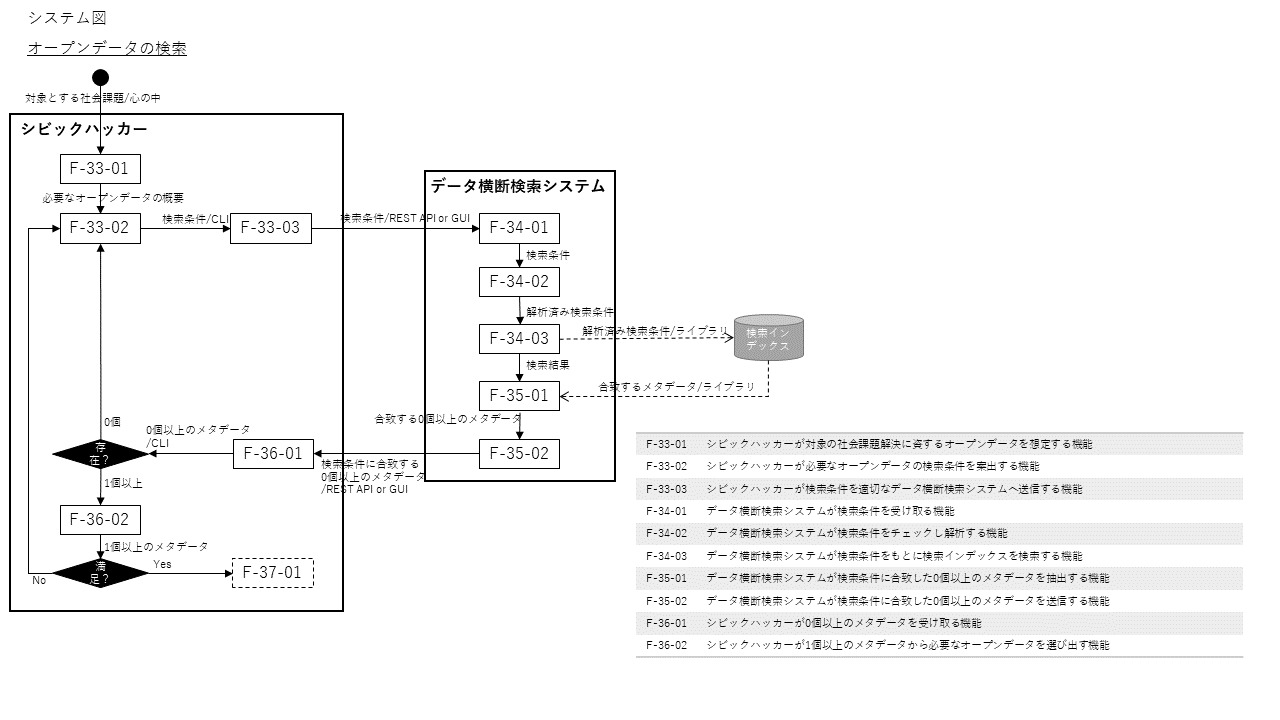 システム図
オープンデータの検索
対象とする社会課題/心の中
シビックハッカー
F-33-01
必要なオープンデータの概要
F-33-02
検索条件/CLI
F-33-03
検索条件/REST API or GUI
データ横断検索システム
F-34-01
検索条件
F-34-02
解析済み検索条件
F-34-03
解析済み検索条件/ライブラリ
検索イン
デックス
検索結果
F-35-01
合致するメタデータ/ライブラリ
合致する0個以上のメタデータ
F-35-02
検索条件に合致する
0個以上のメタデータ
/REST API or GUI
F-36-01
0個以上のメタデータ
/CLI
0個
存
在？
1個以上
F-36-02
1個以上のメタデータ
満
足？
No
Yes
F-37-01
F-33-01 シビックハッカーが対象の社会課題解決に資するオープンデータを想定する機能
F-33-02 シビックハッカーが必要なオープンデータの検索条件を案出する機能
F-33-03 シビックハッカーが検索条件を適切なデータ横断検索システムへ送信する機能
F-34-01 データ横断検索システムが検索条件を受け取る機能
F-34-02 データ横断検索システムが検索条件をチェックし解析する機能
F-34-03 データ横断検索システムが検索条件をもとに検索インデックスを検索する機能
F-35-01 データ横断検索システムが検索条件に合致した0個以上のメタデータを抽出する機能
F-35-02 データ横断検索システムが検索条件に合致した0個以上のメタデータを送信する機能
F-36-01 シビックハッカーが0個以上のメタデータを受け取る機能
F-36-02 シビックハッカーが1個以上のメタデータから必要なオープンデータを選び出す機能